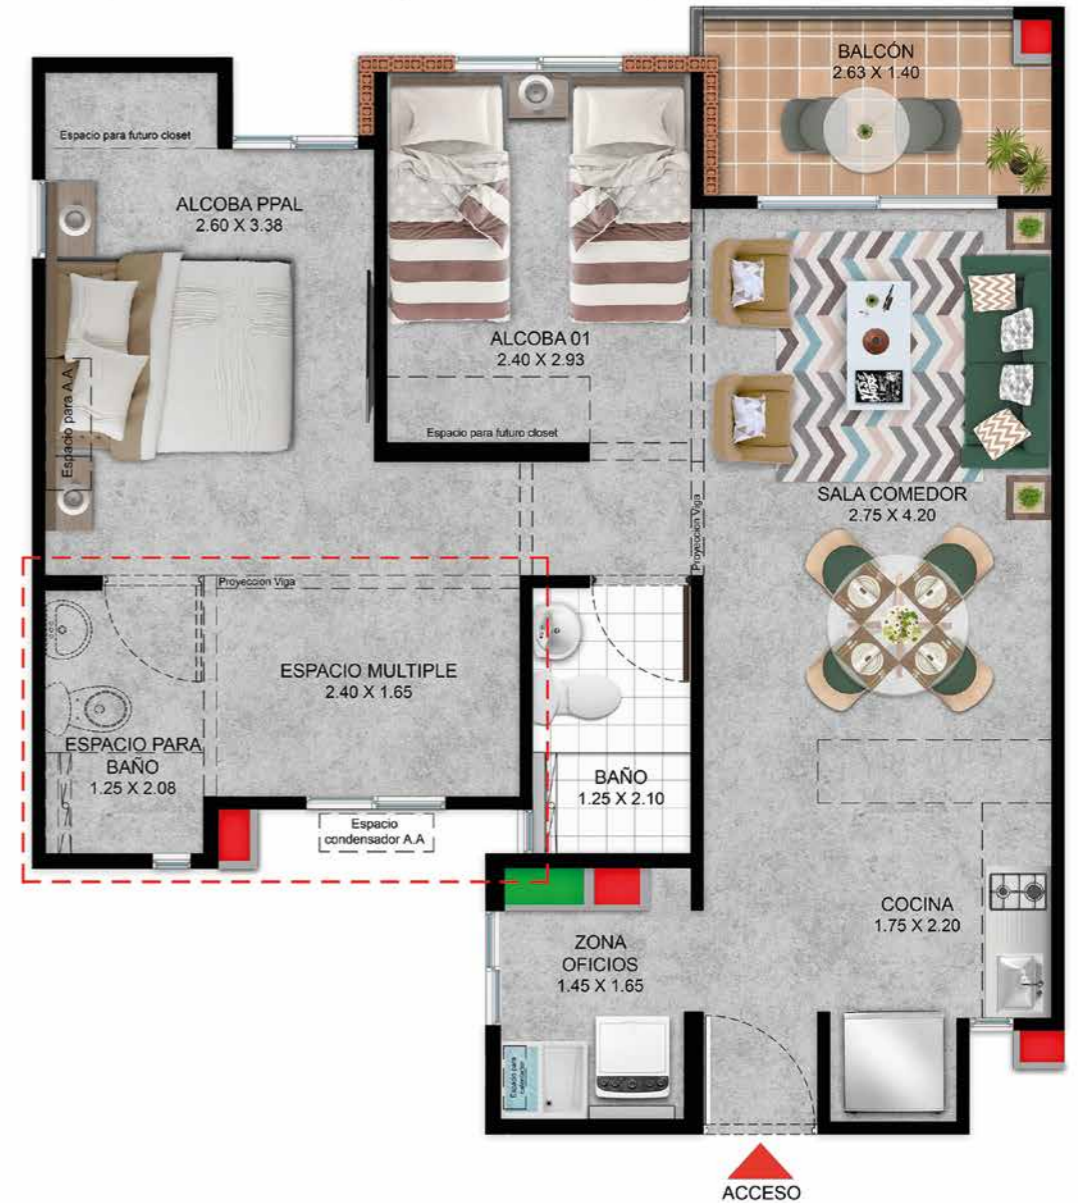 BALCÓN
2.63 X 1.40
Espacio para futuro closet
ALCOBA PPAL
2.60 X 3.38
ALCOBA 01
2.40 X 2.93
Espacio para A.A
Espacio para futuro closet
SALA COMEDOR
2.75 X 4.20
Proyeccion Viga
Proyeccion Viga
ESPACIO MULTIPLE
2.40 X 1.65
ESPACIO PARA
BAÑO
1.25 X 2.08
BAÑO
1.25 X 2.10
Espacio
condensador A.A
COCINA
1.75 X 2.20
ZONA
OFICIOS
1.45 X 1.65
Espacio para
calentador
ACCESO